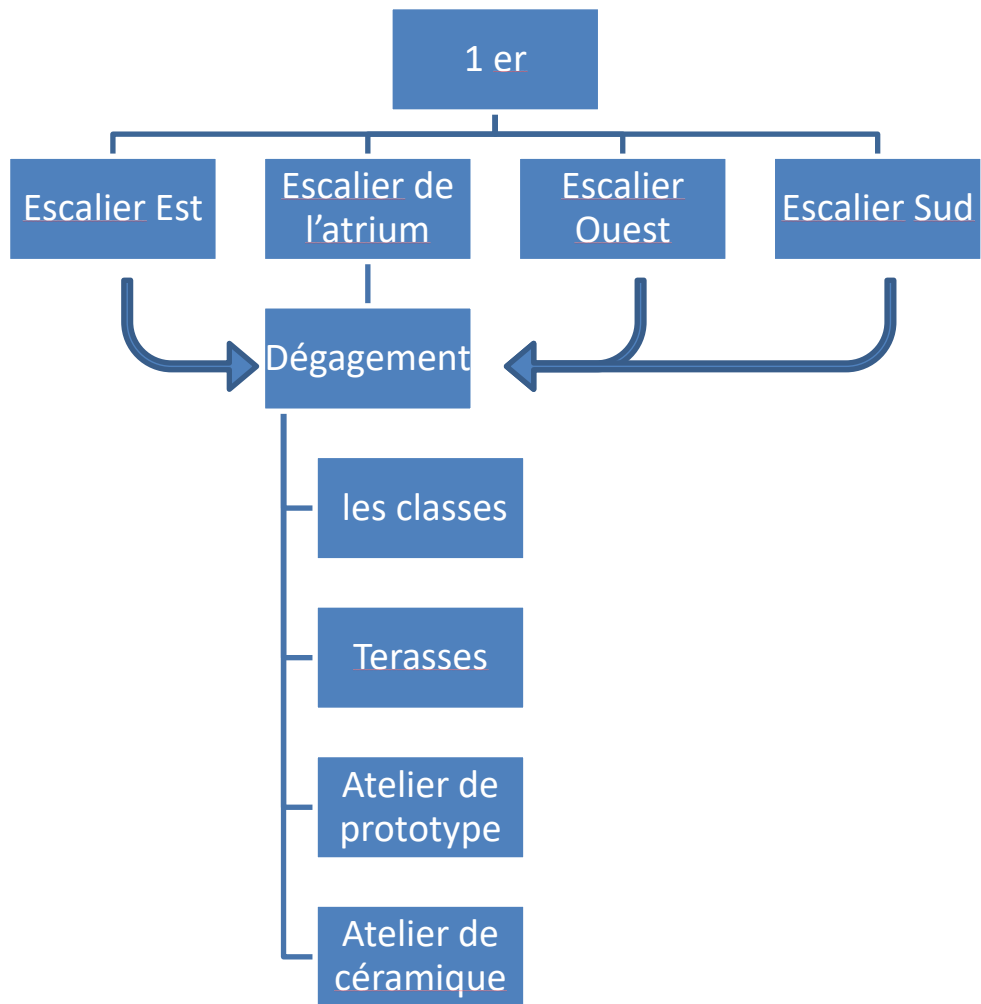 1 er
Escalier Est
Escalier de
l’atrium
Escalier
Ouest
Escalier Sud
Dégagement
les classes
Terasses
Atelier de
prototype
Atelier de
céramique